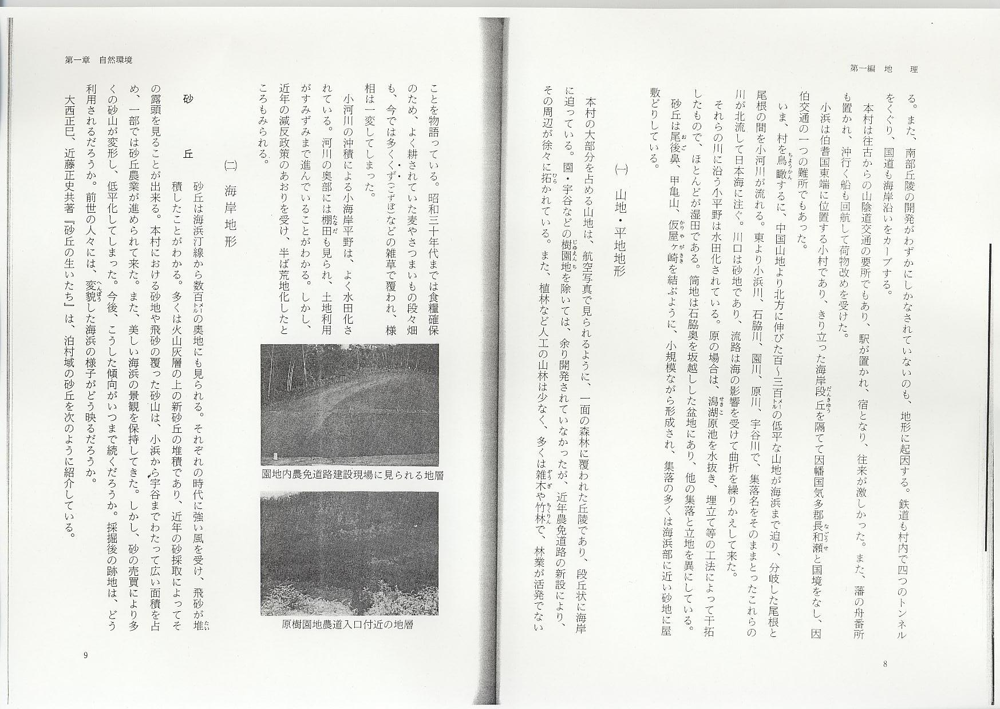 第一編　地　　理
る。また、南部丘陵の開発がわずかにしかなされていないのも、地形に起因する。鉄道も村内で四つのトンネル
をくぐり、国道も海岸沿いをカーブする。
本村は往古からの山陰道交通の要所でもあり、駅が置かれ、宿となり、往来が激しかった。また、藩の舟番所
も置かれ、沖行く船も回航して荷物改めを受けた。
小浜は伯耆国東端に位置する小村であり、きり立った海岸段丘を隔てて因幡国気多郡長和瀬と国境をなし、因
伯交通の一つの難所でもあった。
いま、村を鳥瞰するに、中国山地より北方に伸びた百〜三百㍍の低平な山地が海浜まで迫り、分岐した尾根と
尾根の間を小河川が流れる。東より小浜川、石脇川、園川、原川、宇谷川で、集落名をそのままとったこれらの
川が北流して日本海に注ぐ。川口は砂地であり、流路は海の影響を受けて曲折を繰りかえして来た。
それらの川に沿う小平野は水田化されている。原の場合は、潟湖原池を水抜き、埋立て等の工法によって干拓
したもので、ほとんどが湿田である。筒地は石脇奥を坂越しした盆地にあり、他の集落と立地を異にしている。
砂丘は尾後鼻、甲亀山、仮屋ヶ崎を結ぶように、小規模ながら形成され、集落の多くは海浜部に近い砂地に屋
敷どりしている。
㈠　山地・平地地形
本村の大部分を占める山地は、航空写真で見られるように、一面の森林に覆われた丘陵であり、段丘状に海岸
に迫っている。園・宇谷などの樹園地を除いては、余り開発されていなかったが、近年農免道路の新設により、
その周辺が徐々に拓かれている。また、植林など人工の山林は少なく、多くは雑木や竹林で、林業が活発でない
8
第一章　自然環境
ことを物語っている。昭和三十年代までは食糧確保
のため、よく耕されていた麦やさつまいもの段々畑
も、今では多くくず（ごずぼ）などの雑草で覆われ、様
相は一変してしまった。
小河川の沖積による小海岸平野は、よく水田化さ
れている。河川の奥部には棚田も見られ、土地利用
がすみずみまで進んでいることがわかる。しかし、
近年の減反政策のあおりを受け、半ば荒地化したと
ころもみられる。
園地内農免道路建設現場に見られる地層
原樹園地農道入口付近の地層
㈡　海岸地形
砂　丘
砂丘は海浜汀線から数百㍍の奥地にも見られる。それぞれの時代に強い風を受け、飛砂が堆
積したことがわかる。多くは火山灰層の上の新砂丘の堆積であり、近年の砂採取によってそ
の露頭を見ることが出来る。本村における砂地や飛砂の覆った砂山は、小浜から宇谷までわたって広い面積を占
め、一部では砂丘農業が進められて来た。また、美しい海浜の景観を保持してきた。しかし、砂の売買により多
くの砂山が変形し、低平化してしまった。今後、こうした傾向がいつまで続くだろうか。採掘後の跡地は、どう
利用されるだろうか。前世の人々には、変貌した海浜の様子がどう映るだろうか。
大西正巳、近藤正史共著『砂丘の生いたち』は、泊村域の砂丘を次のように紹介している。
9